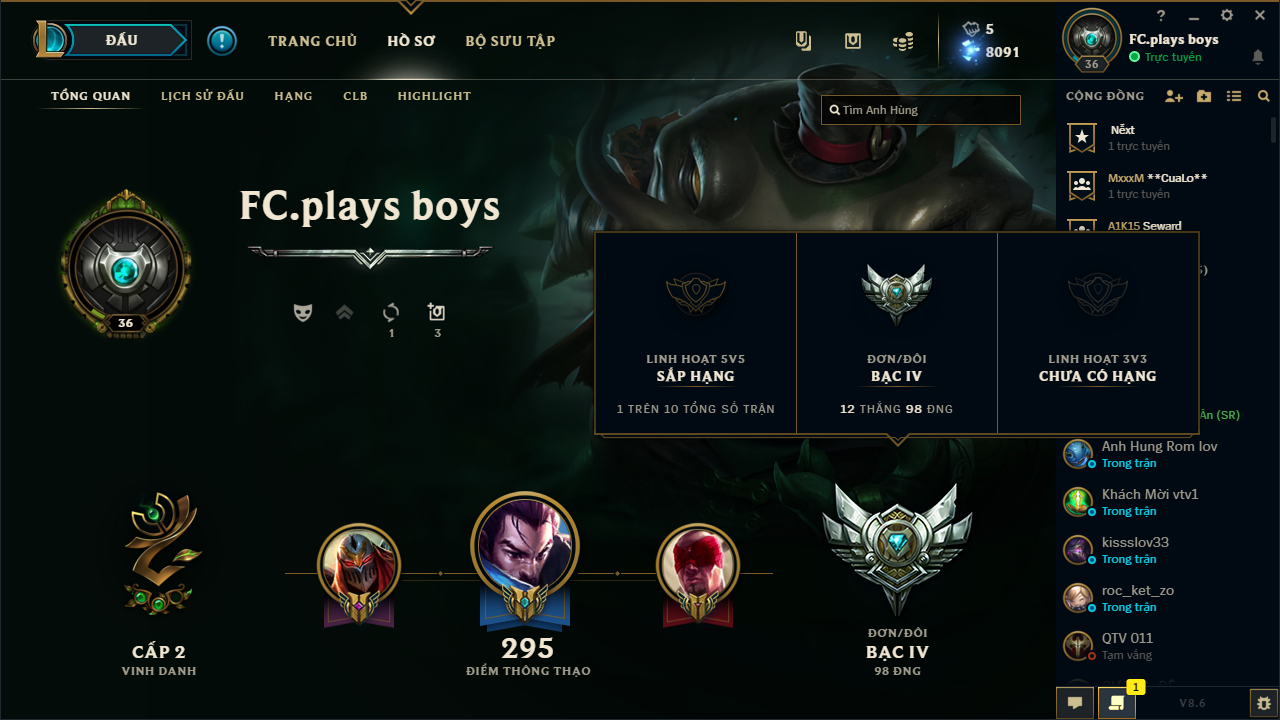 ĐẤU
TRANG CHỦ
HỒ SƠ
BỘ SƯU TẬP
5
8091
?
FC.plays boys
Trực tuyến
36
TỔNG QUAN
LỊCH SỬ ĐẤU
HẠNG
CLB
HIGHLIGHT
Tìm Anh Hùng
CỘNG ĐỒNG
Nễxt
1 trực tuyến
MxxxM **CuaLo**
1 trực tuyến
A1K15 Seward
FC.plays boys
36
1
3
LINH HOẠT 5V5
SẮP HẠNG
1 TRÊN 10 TỔNG SỐ TRẬN
ĐƠN/ĐÔI
BẠC IV
12 THẮNG 98 ĐNG
LINH HOẠT 3V3
CHƯA CÓ HẠNG
Ân (SR)
Anh Hung Rom lov
Trong trận
Khách Mời vtv1
Trong trận
kissslov33
Trong trận
roc_ket_zo
Trong trận
QTV 011
Tạm vắng
CẤP 2
VINH DANH
295
ĐIỂM THÔNG THẠO
ĐƠN/ĐÔI
BẠC IV
98 ĐNG
1
V8.6